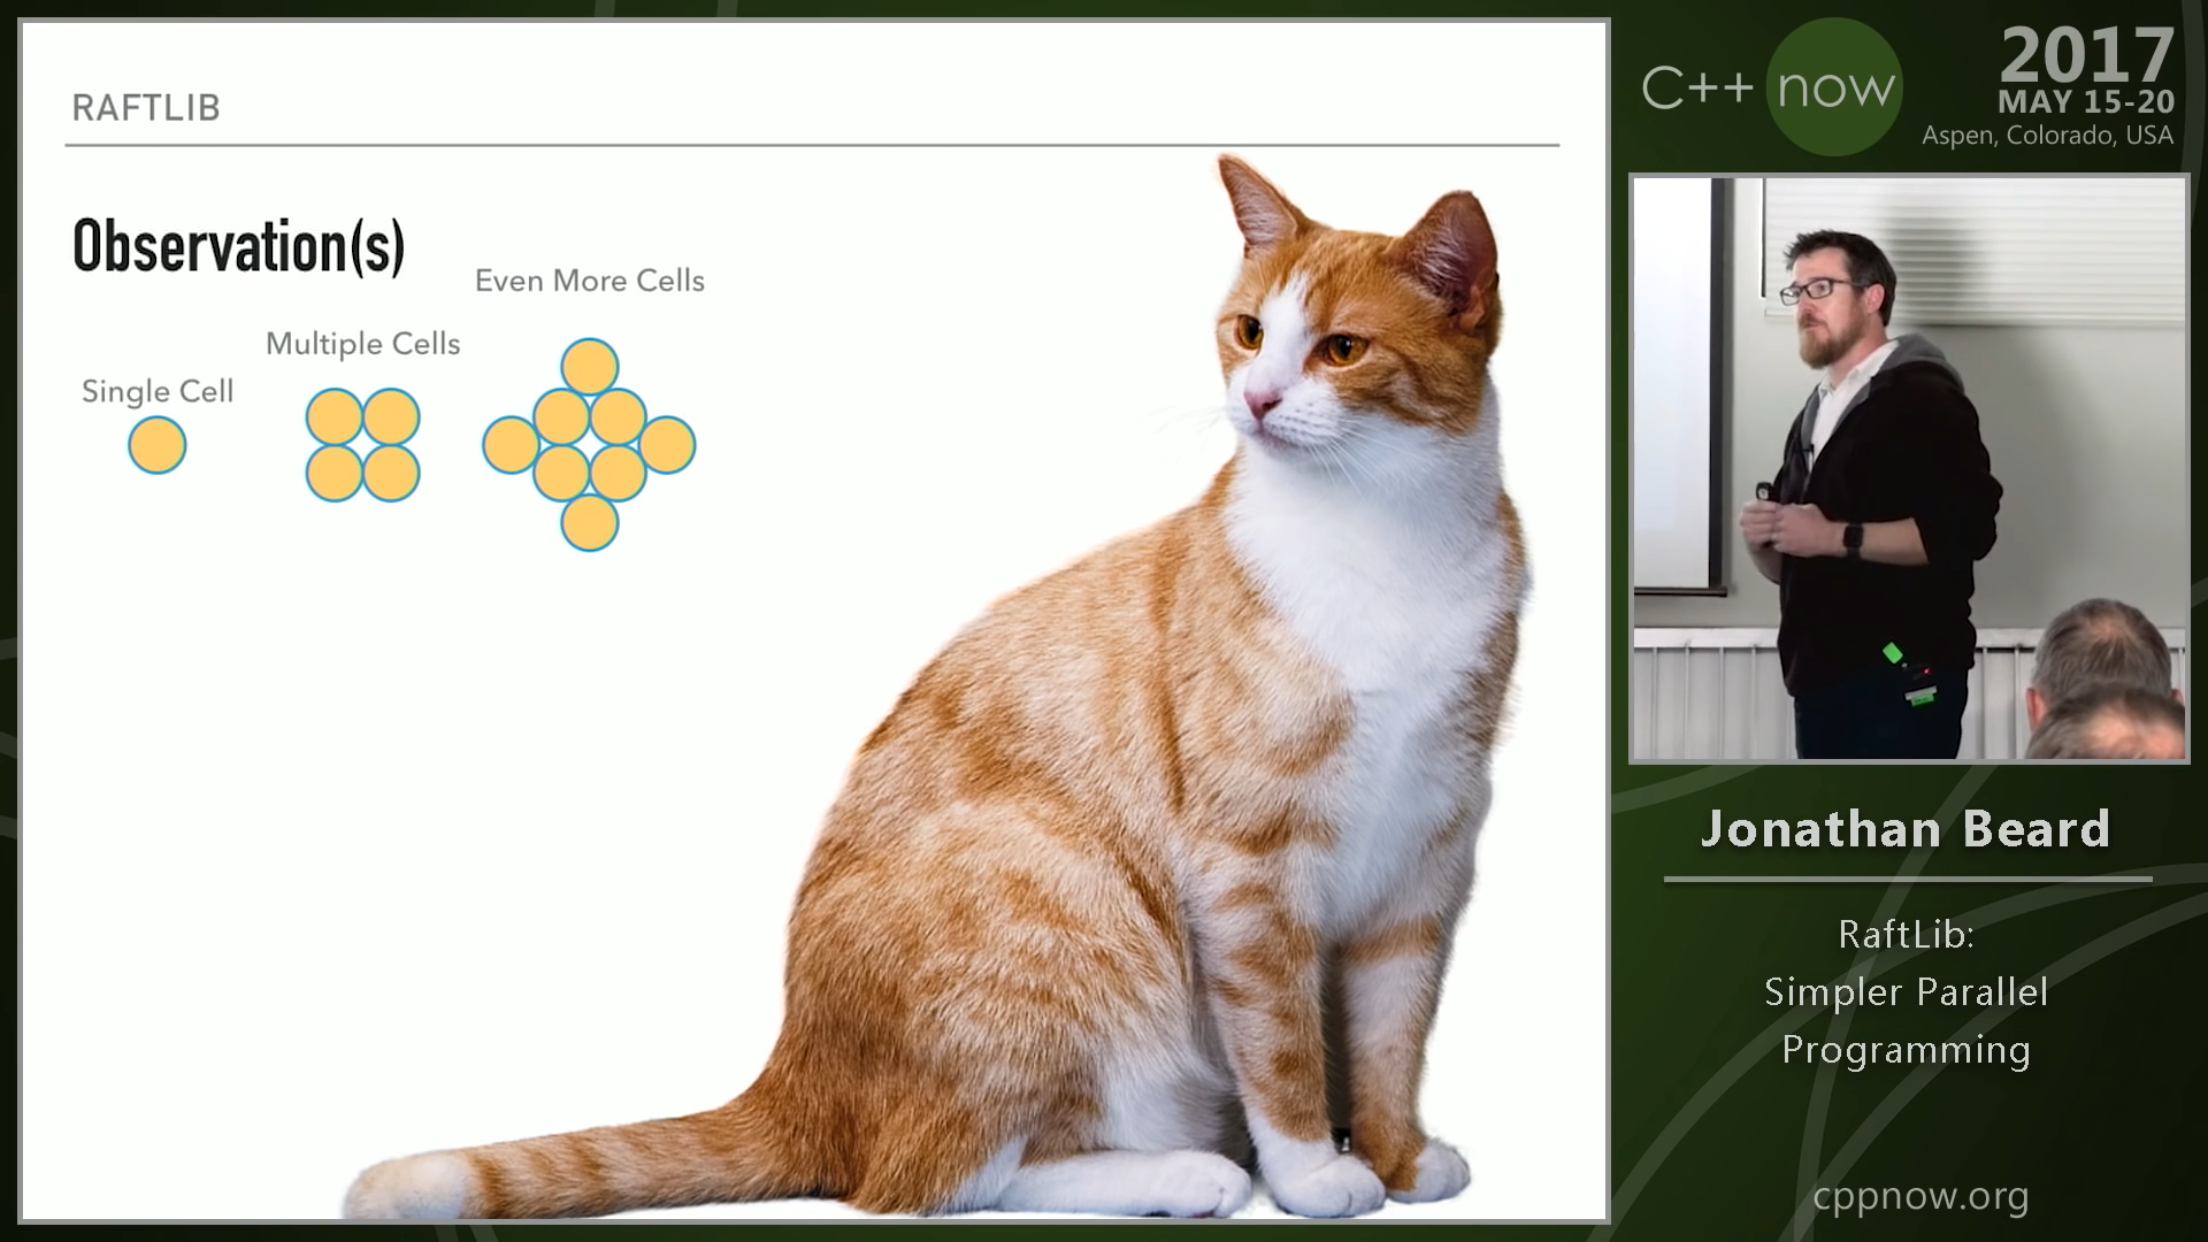 RAFTLIB
Observation(s)
Even More Cells
Multiple Cells
Single Cell
C++ now
2017
MAY 15-20
Aspen, Colorado, USA
Jonathan Beard
RaftLib:
Simpler Parallel
Programming
cppnow.org